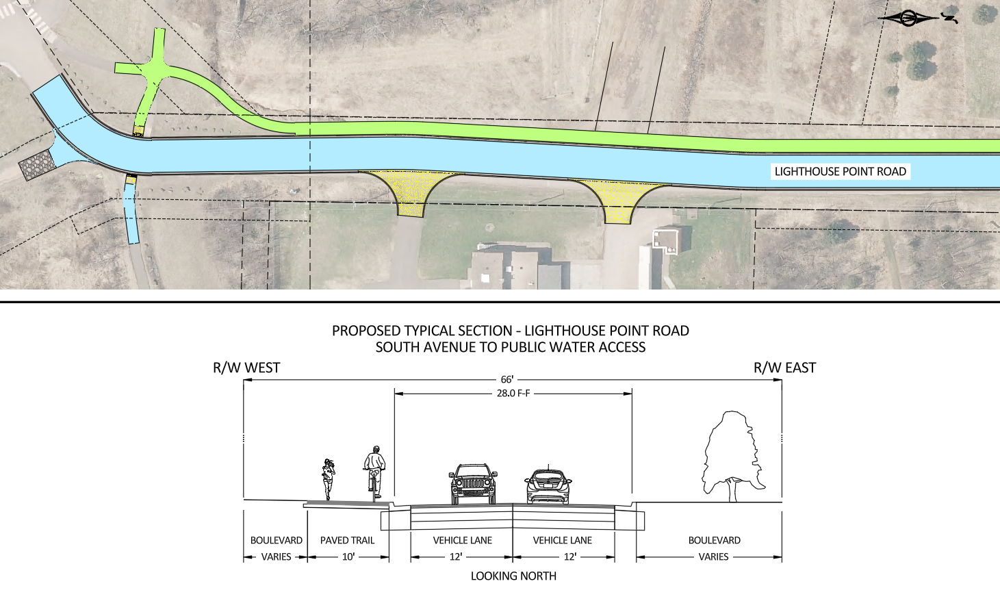 N
LIGHTHOUSE POINT ROAD
PROPOSED TYPICAL SECTION - LIGHTHOUSE POINT ROAD
SOUTH AVENUE TO PUBLIC WATER ACCESS
R/W WEST
R/W EAST
66'
28.0 F-F
BOULEVARD PAVED TRAIL VEHICLE LANE VEHICLE LANE BOULEVARD
VARIES 10' 12' 12' VARIES
LOOKING NORTH